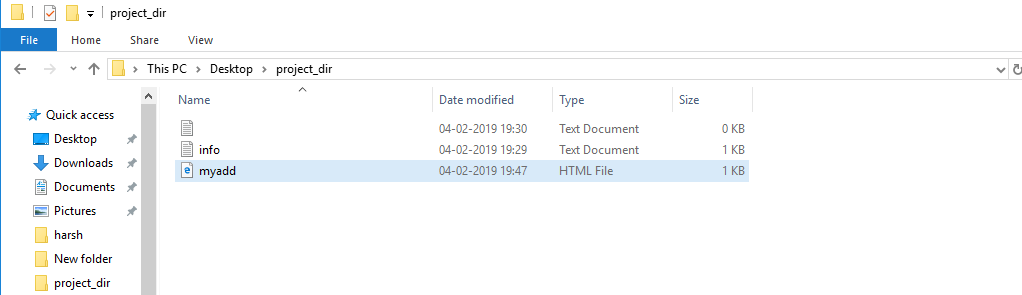 project_dir
File Home Share View
This PC Desktop project_dir
Name Date modified Type Size
Quick access
04-02-2019 19:30 Text Document 0 KB
Desktop
info 04-02-2019 19:29 Text Document 1 KB
Downloads
myadd 04-02-2019 19:47 HTML File 1 KB
Documents
Pictures
harsh
New folder
project_dir